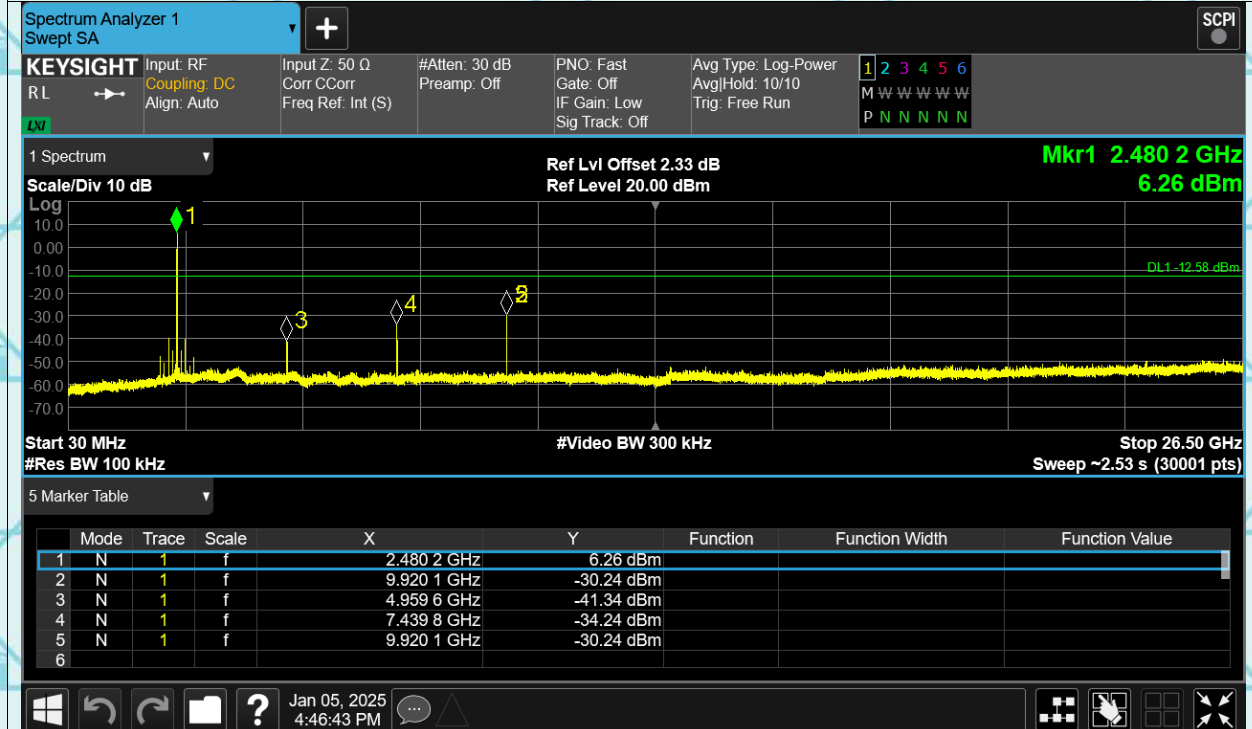 Spectrum Analyzer 1
Swept SA
+
SCPI
KEYSIGHT
RL
LXI
Input: RF
Coupling: DC
Align: Auto
Input Z: 50 Ω
Corr CCorr
Freq Ref: Int (S)
#Atten: 30 dB
Preamp: Off
PNO: Fast
Gate: Off
IF Gain: Low
Sig Track: Off
Avg Type: Log-Power
Avg|Hold: 10/10
Trig: Free Run
1 2 3 4 5 6
M W W W W W
P N N N N N
1 Spectrum
Scale/Div 10 dB
Ref Lvl Offset 2.33 dB
Ref Level 20.00 dBm
Mkr1 2.480 2 GHz
6.26 dBm
Log
10.0
0.00
-10.0
-20.0
-30.0
-40.0
-50.0
-60.0
-70.0
1
3
4
DL1 -12.58 dBm
Start 30 MHz
#Res BW 100 kHz
#Video BW 300 kHz
Stop 26.50 GHz
Sweep ~2.53 s (30001 pts)
5 Marker Table
Mode Trace Scale X Y Function Function Width Function Value
1 N 1 f 2.480 2 GHz 6.26 dBm
2 N 1 f 9.920 1 GHz -30.24 dBm
3 N 1 f 4.959 6 GHz -41.34 dBm
4 N 1 f 7.439 8 GHz -34.24 dBm
5 N 1 f 9.920 1 GHz -30.24 dBm
6
?
Jan 05, 2025
4:46:43 PM